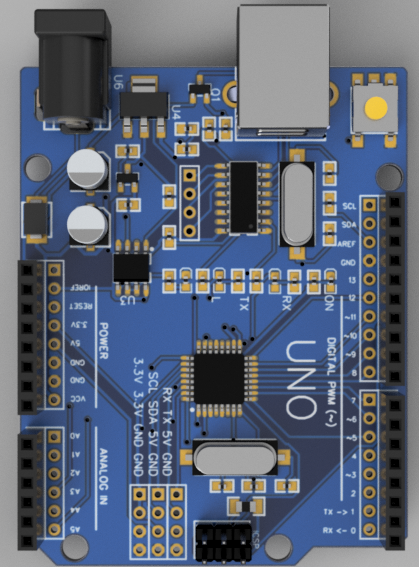 U6
U4
Q1
U3
L
TX
RX
ON
IOREF
RESET
3.3V
5V
GND
GND
VCC
POWER
A0
A1
A2
A3
A4
A5
ANALOG IN
SCL
SDA
AREF
GND
13
12
~11
~10
~9
8
7
~6
~5
4
~3
2
TX -> 1
RX <- 0
DIGITAL PWM (~)
UNO
RX TX 5V GND
SCL SDA 5V GND
3.3V 3.3V GND GND
ICSP